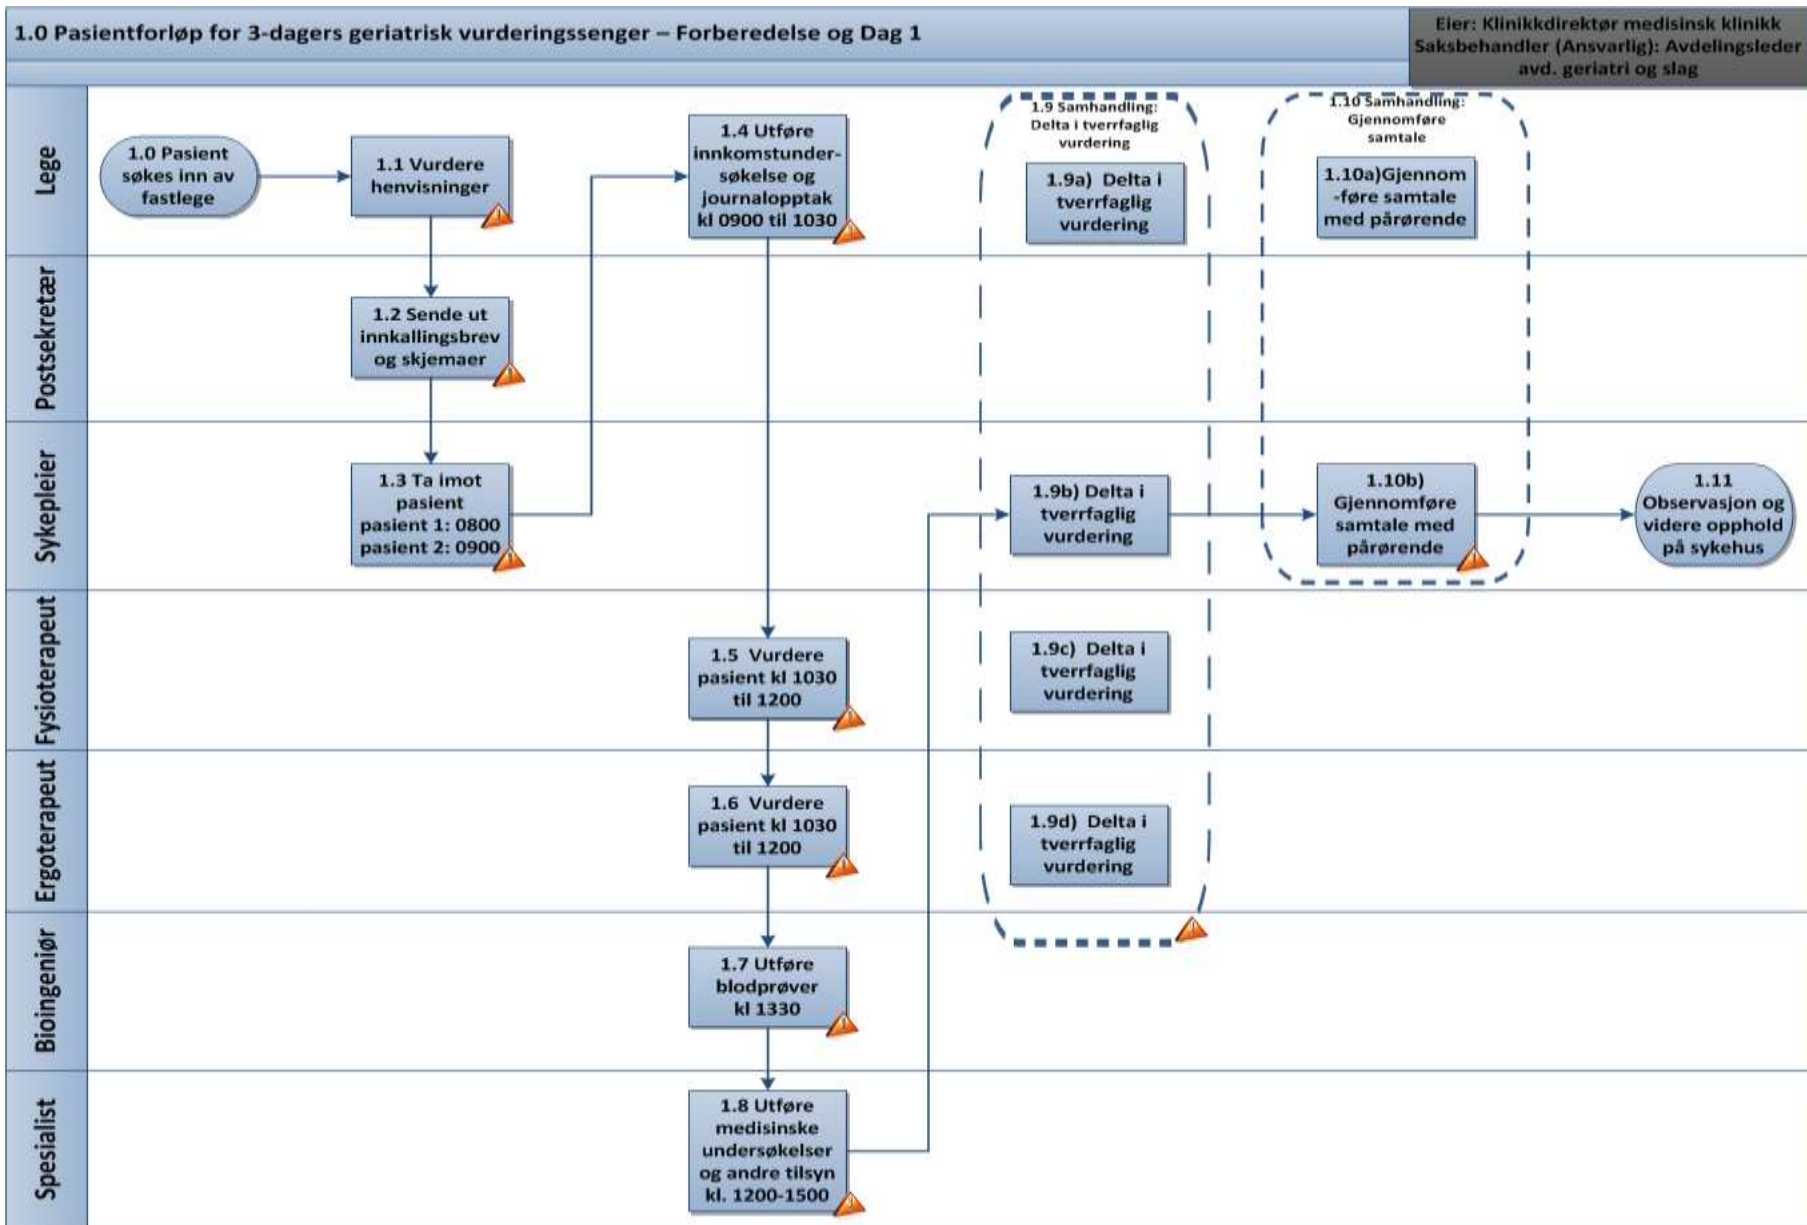 1.0 Pasientforløp for 3-dagers geriatrisk vurderingssenger – Forberedelse og Dag 1
Eier: Klinikkdirektør medisinsk klinikk
Saksbehandler (Ansvarlig): Avdelingsleder
avd. geriatri og slag
Lege
1.0 Pasient
søkes inn av
fastlege
1.1 Vurdere
henvisninger
1.4 Utføre
innkomstunder-
søkelse og
journalopptak
kl 0900 til 1030
1.9 Samhandling:
Delta i tverrfaglig
vurdering
1.9a) Delta i
tverrfaglig
vurdering
1.10 Samhandling:
Gjennomføre
samtale
1.10a)Gjennom
-føre samtale
med pårørende
Postsekretær
1.2 Sende ut
innkallingsbrev
og skjemaer
Sykepleier
1.3 Ta imot
pasient
pasient 1: 0800
pasient 2: 0900
1.9b) Delta i
tverrfaglig
vurdering
1.10b)
Gjennomføre
samtale med
pårørende
1.11
Observasjon og
videre opphold
på sykehus
Fysioterapeut
1.5 Vurdere
pasient kl 1030
til 1200
1.9c) Delta i
tverrfaglig
vurdering
Ergoterapeut
1.6 Vurdere
pasient kl 1030
til 1200
1.9d) Delta i
tverrfaglig
vurdering
Bioingeniør
1.7 Utføre
blodprøver
kl 1330
Spesialist
1.8 Utføre
medisinske
undersøkelser
og andre tilsyn
kl. 1200-1500